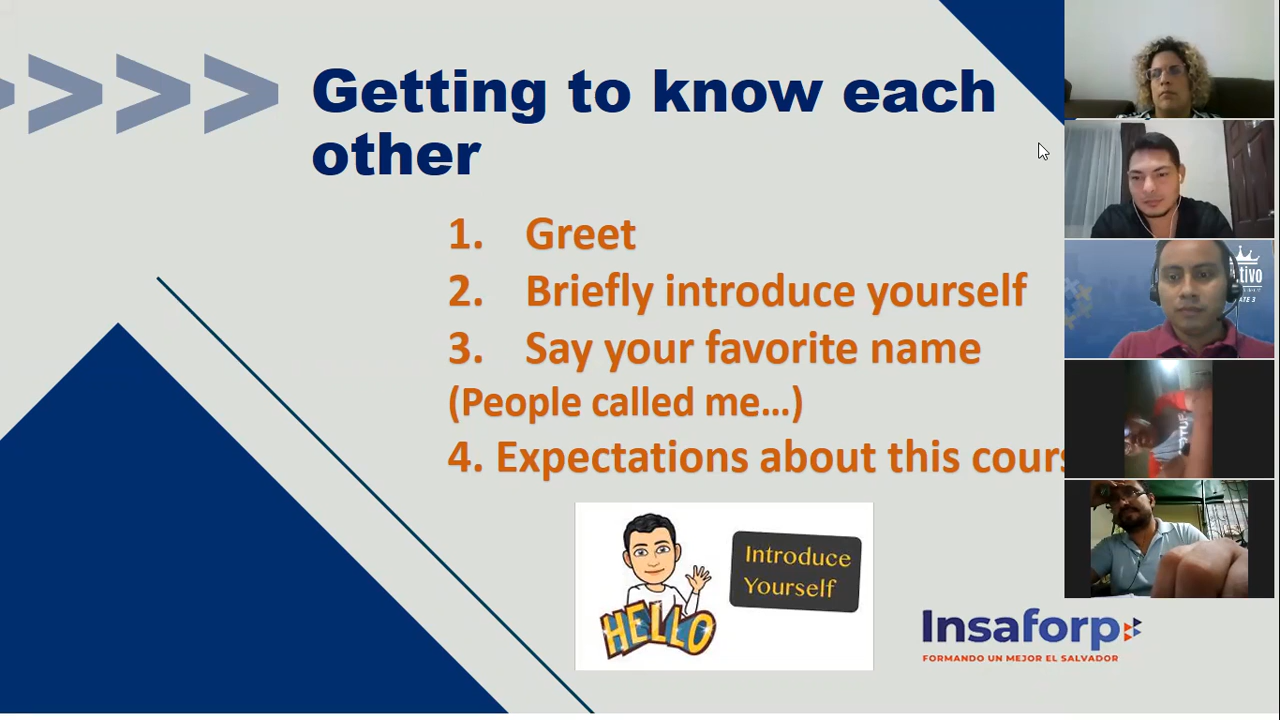 Getting to know each
other
1. Greet
2. Briefly introduce yourself
3. Say your favorite name
(People called me...)
4. Expectations about this cours
Introduce
Yourself
HELLO
Insaforp
FORMANDO UN MEJOR EL SALVADOR